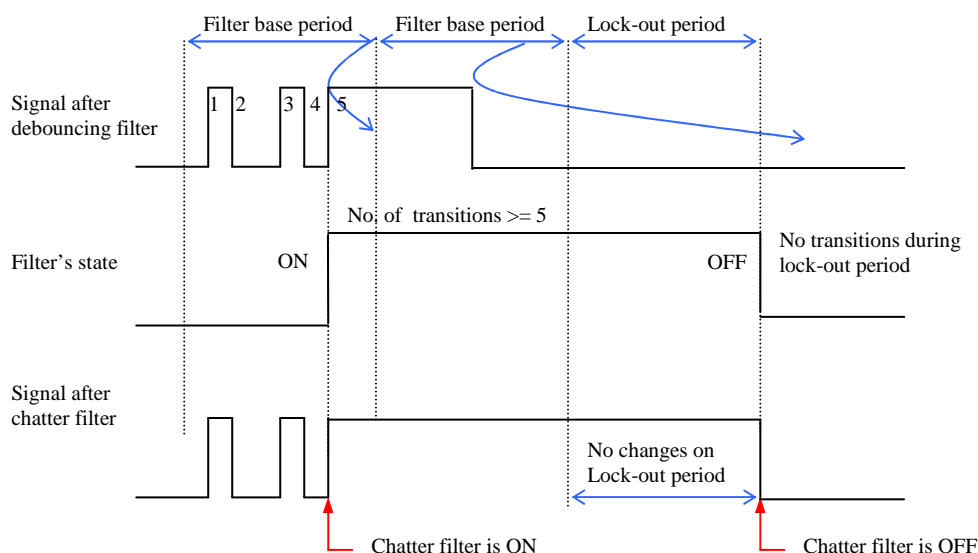 Filter base period
Filter base period
Lock-out period
Signal after
debouncing filter
1
2
3
4
5
No. of transitions >= 5
Filter's state
ON
OFF
No transitions during
lock-out period
Signal after
chatter filter
No changes on
Lock-out period
Chatter filter is ON
Chatter filter is OFF